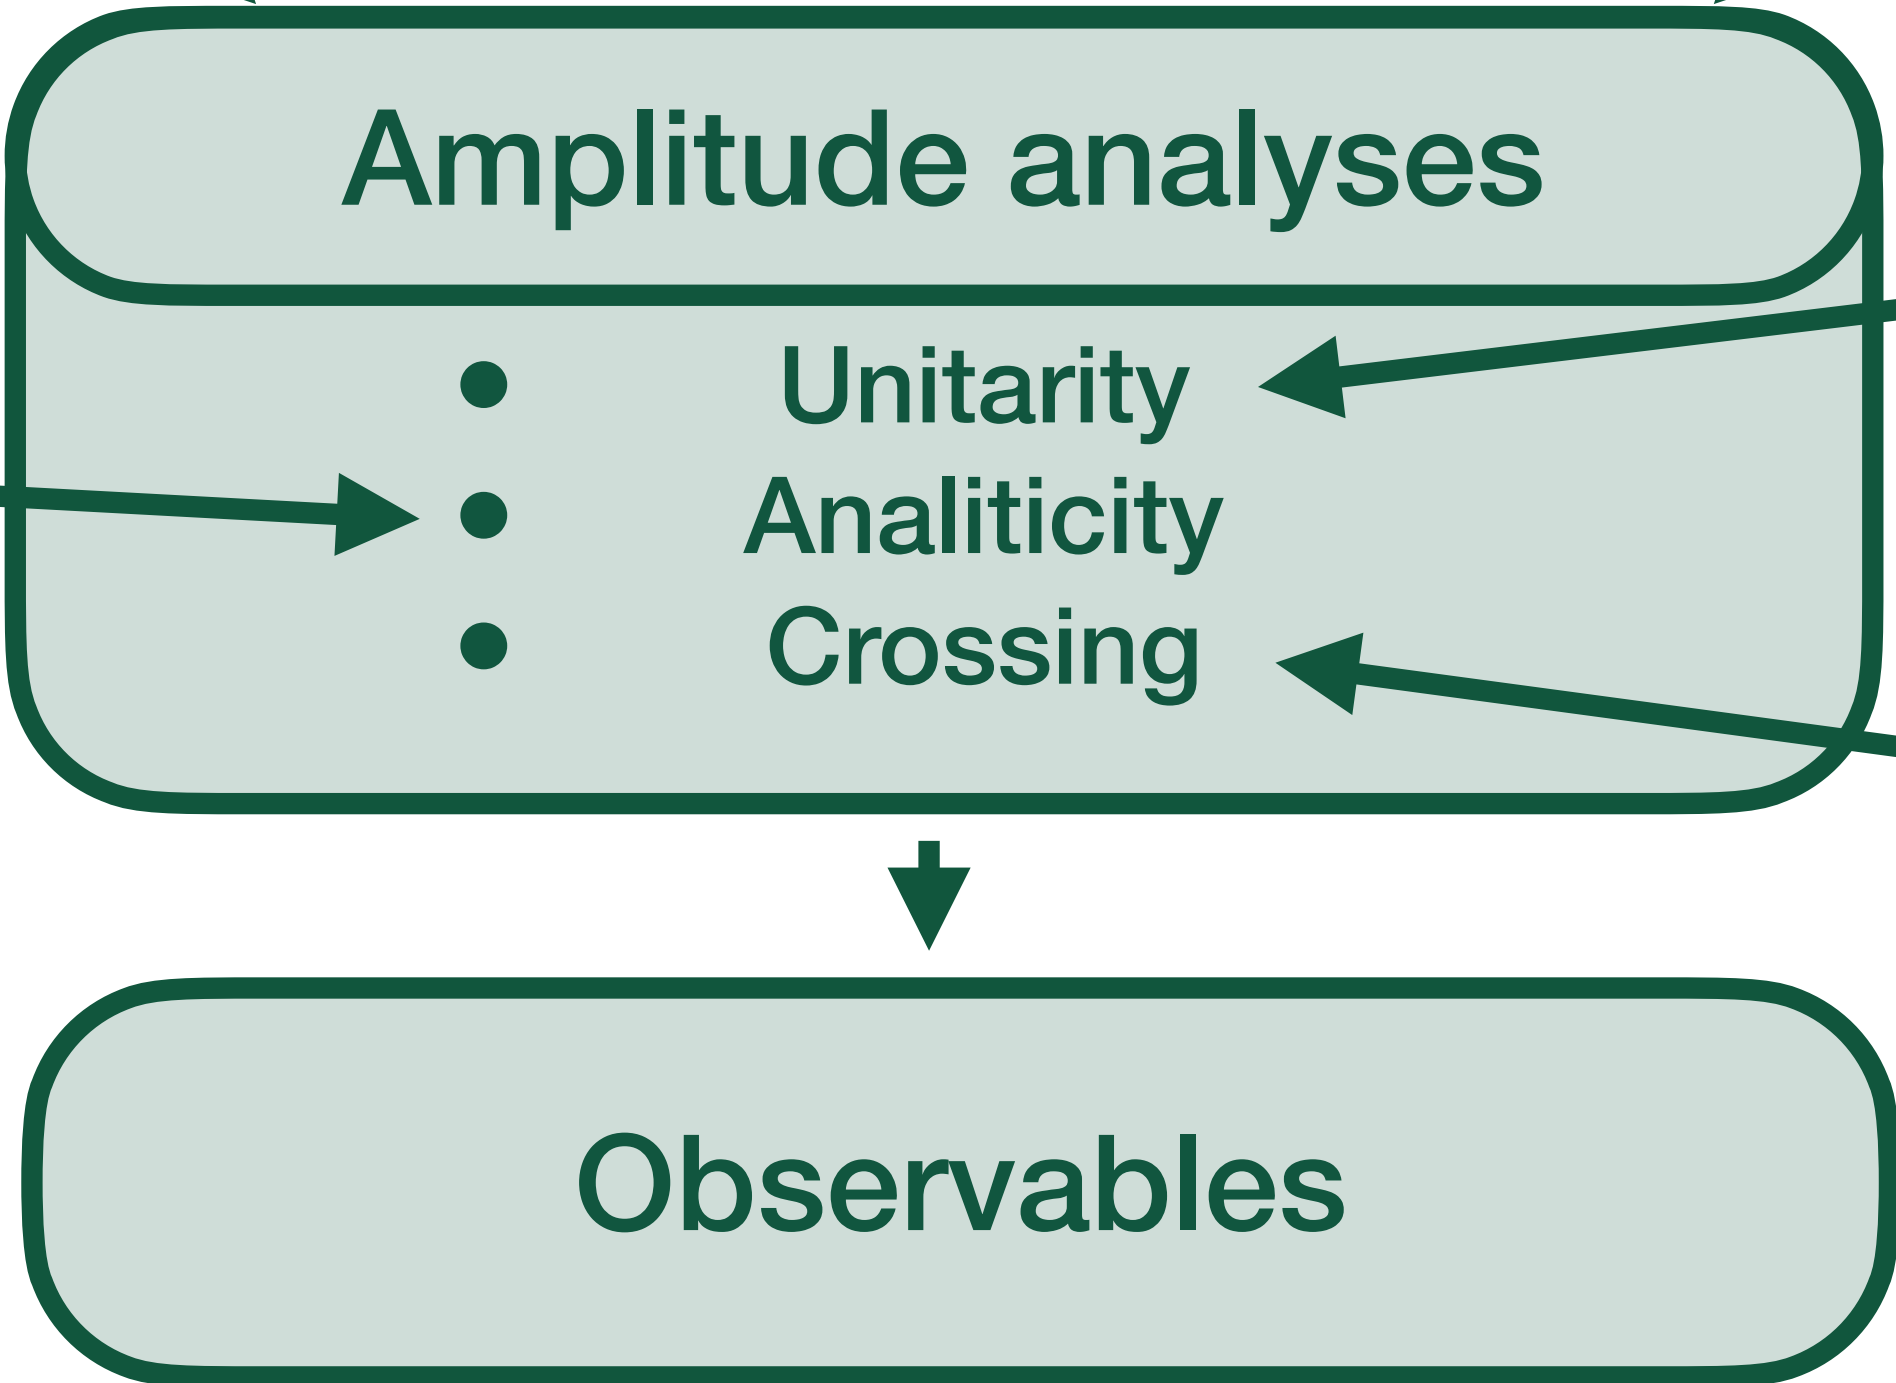 Amplitude analyses
• Unitarity
• Analiticity
• Crossing
Observables